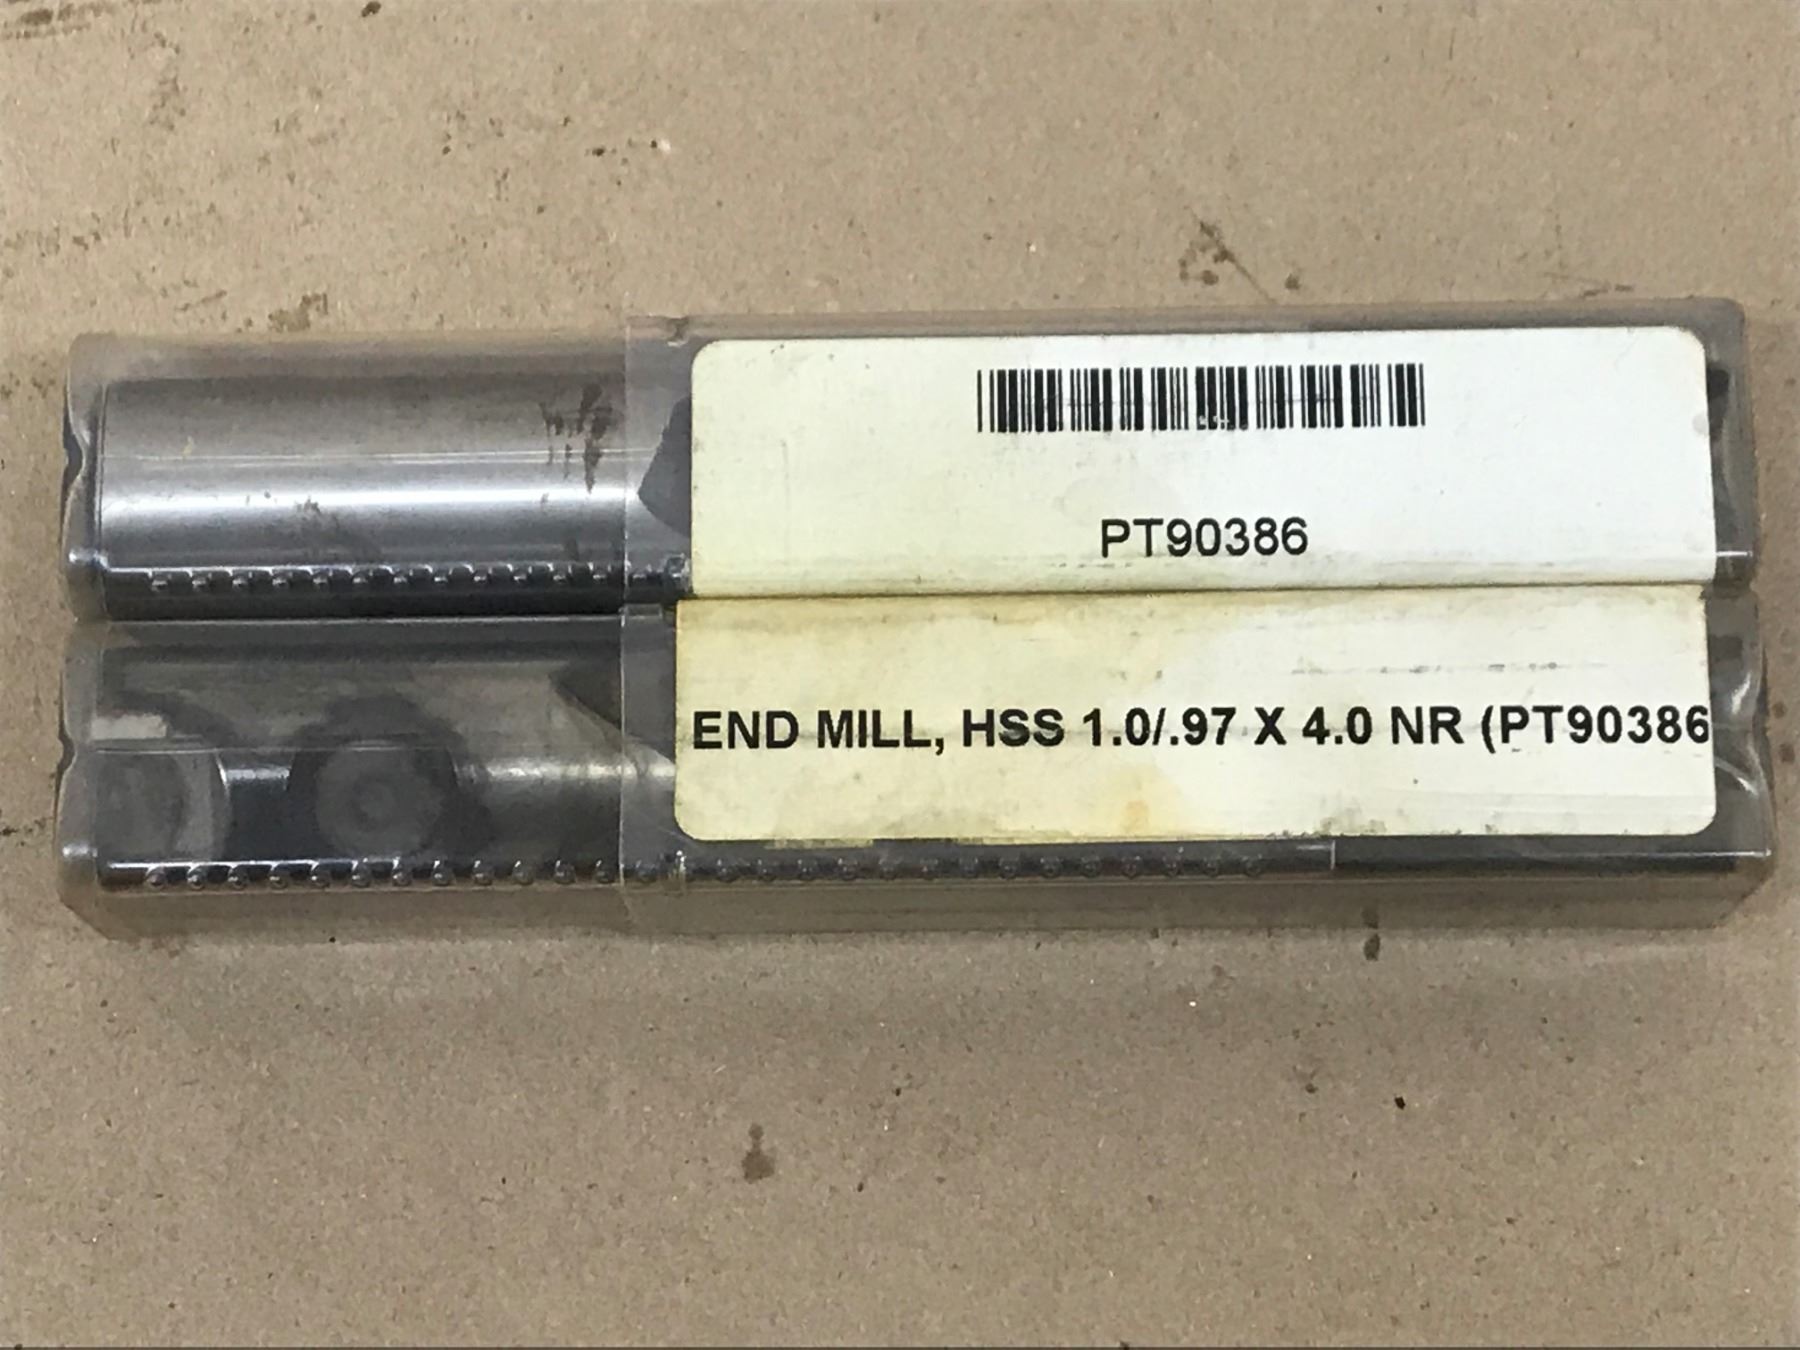 PT90386
END MILL, HSS 1.0/.97 X 4.0 NR (PT90386